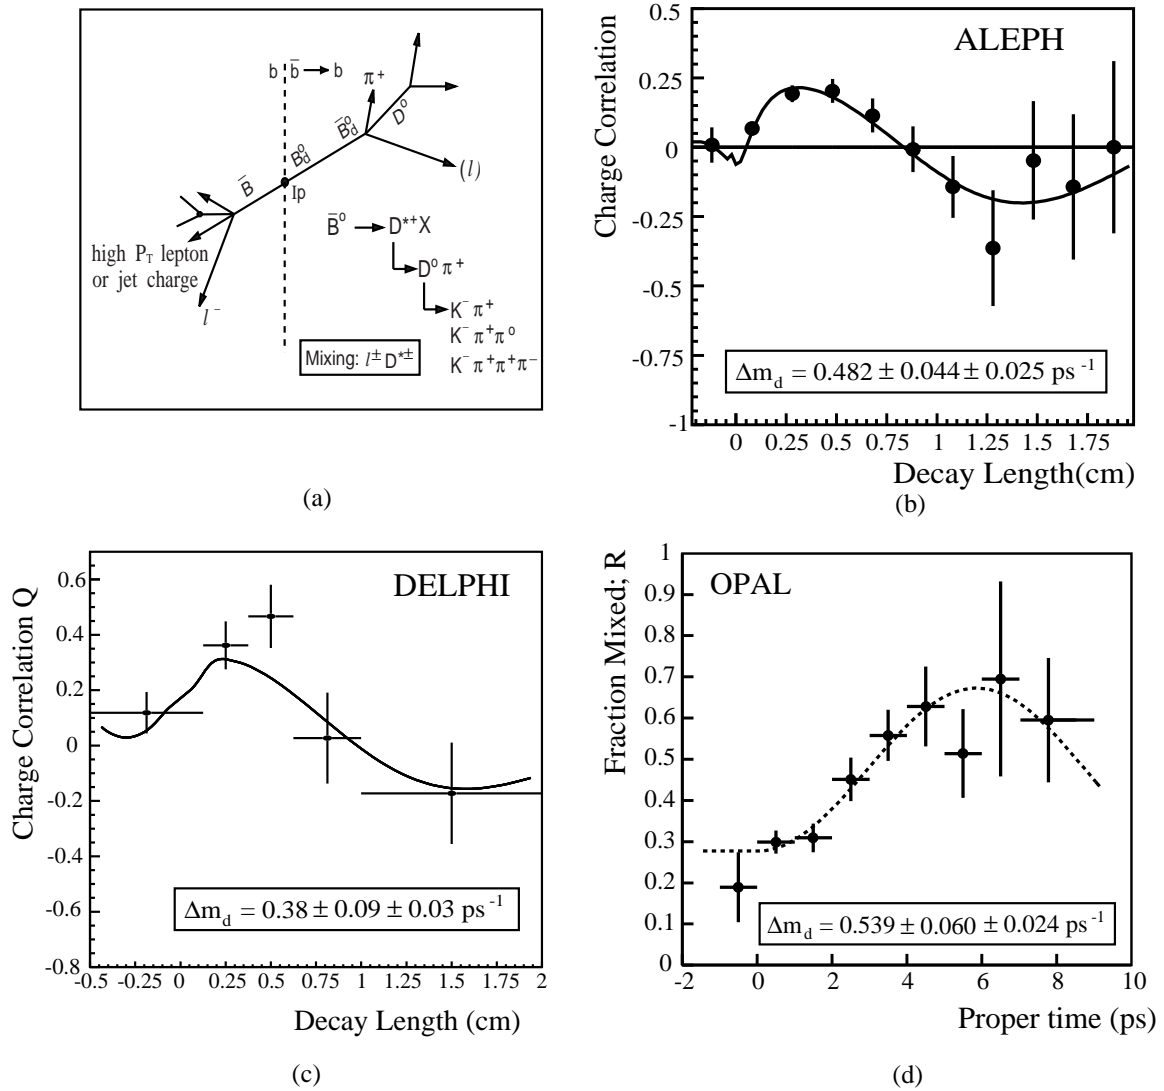 b b̄ → b
π⁺
D⁰
B̄⁰d
B⁰d
(l)
B̄
Ip
B̄⁰ → D*⁺X
high P_T lepton
or jet charge
D⁰ π⁺
l⁻
K⁻ π⁺
K⁻ π⁺π⁰
Mixing: l± D*±
K⁻ π⁺π⁺π⁻
(a)
0.5
ALEPH
0.25
0
-0.25
-0.5
-0.75
-1
Charge Correlation
Δm_d = 0.482 ± 0.044 ± 0.025 ps⁻¹
0 0.25 0.5 0.75 1 1.25 1.5 1.75
Decay Length(cm)
(b)
DELPHI
0.6
0.4
0.2
0
-0.2
-0.4
-0.6
-0.8
Charge Correlation Q
Δm_d = 0.38 ± 0.09 ± 0.03 ps⁻¹
-0.5 -0.25 0 0.25 0.5 0.75 1 1.25 1.5 1.75 2
Decay Length (cm)
(c)
OPAL
1
0.9
0.8
0.7
0.6
0.5
0.4
0.3
0.2
0.1
0
Fraction Mixed; R
Δm_d = 0.539 ± 0.060 ± 0.024 ps⁻¹
-2 0 2 4 6 8 10
Proper time (ps)
(d)